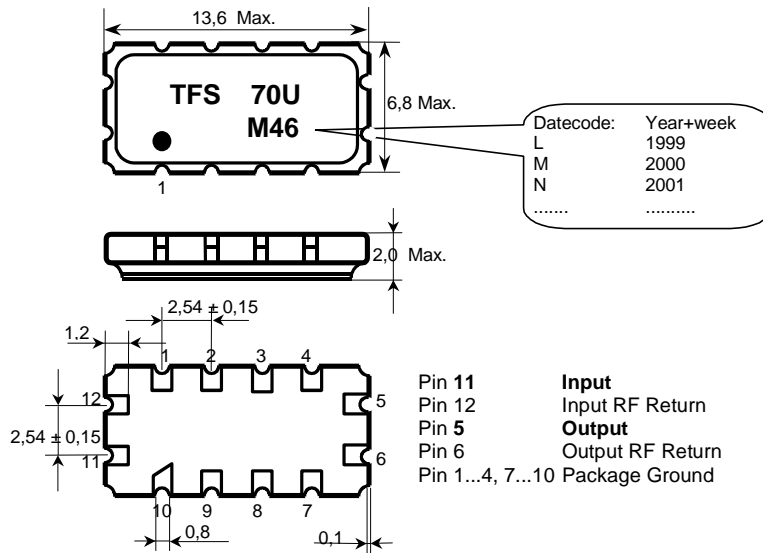 13,6 Max.
TFS 70U
M46
1
6,8 Max.
Datecode: Year+week
L 1999
M 2000
N 2001
....... ..........
2,0 Max.
2,54 ± 0,15
1,2
1 2 3 4
12 5
2,54 ± 0,15
11 6
10 9 8 7
0,8
0,1
Pin 11 Input
Pin 12 Input RF Return
Pin 5 Output
Pin 6 Output RF Return
Pin 1...4, 7...10 Package Ground